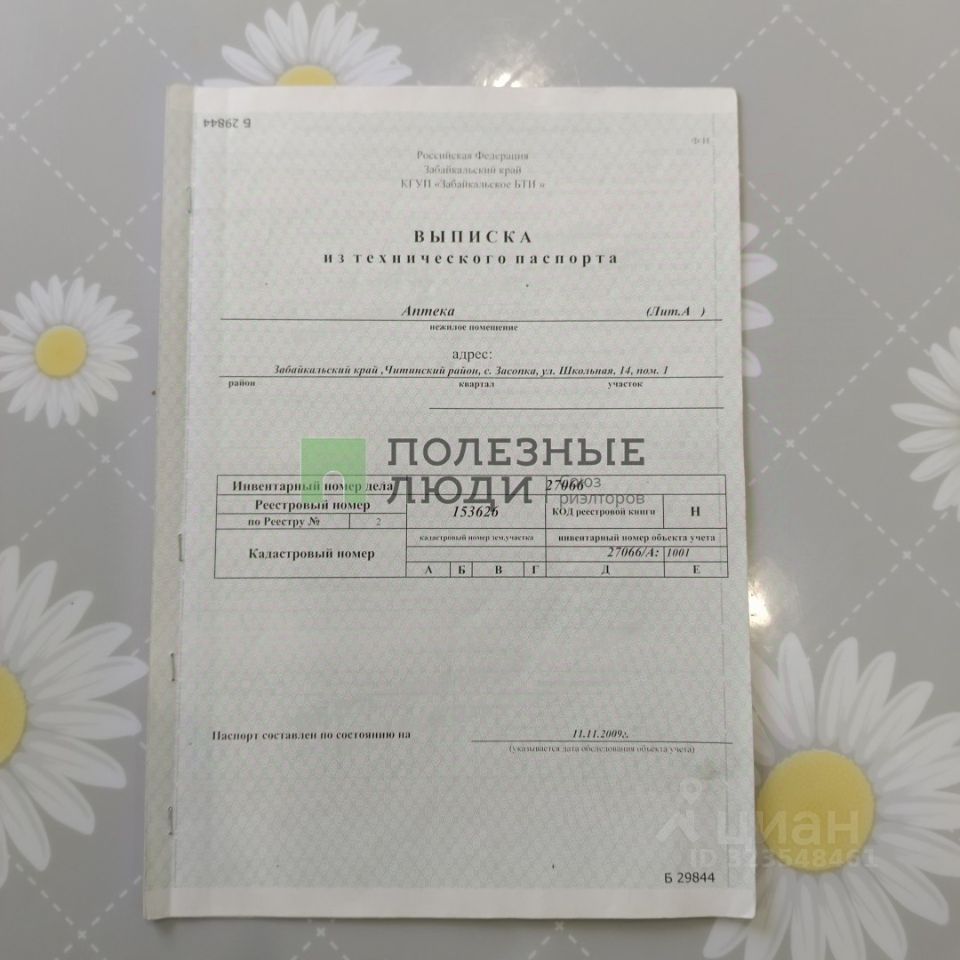 Б 29844
Ф И
Российская Федерация
Забайкальский край
КГУП «Забайкальское БТИ »
ВЫПИСКА
из технического паспорта
Аптека (Лит.А )
нежилое помещение
адрес:
Забайкальский край ,Читинский район, с. Засопка, ул. Школьная, 14, пом. 1
район квартал участок
ПОЛЕЗНЫЕ
ЛЮДИ союз
риэлторов
Инвентарный номер дела 27066
Реестровый номер
по Реестру № 2 153626 КОД реестровой книги Н
Кадастровый номер кадастровый номер зем.участка инвентарный номер объекта учета
27066/А: 1001
А Б В Г Д Е
Паспорт составлен по состоянию на 11.11.2009г.
(указывается дата обследования объекта учета)
циан
ID 323548461
Б 29844